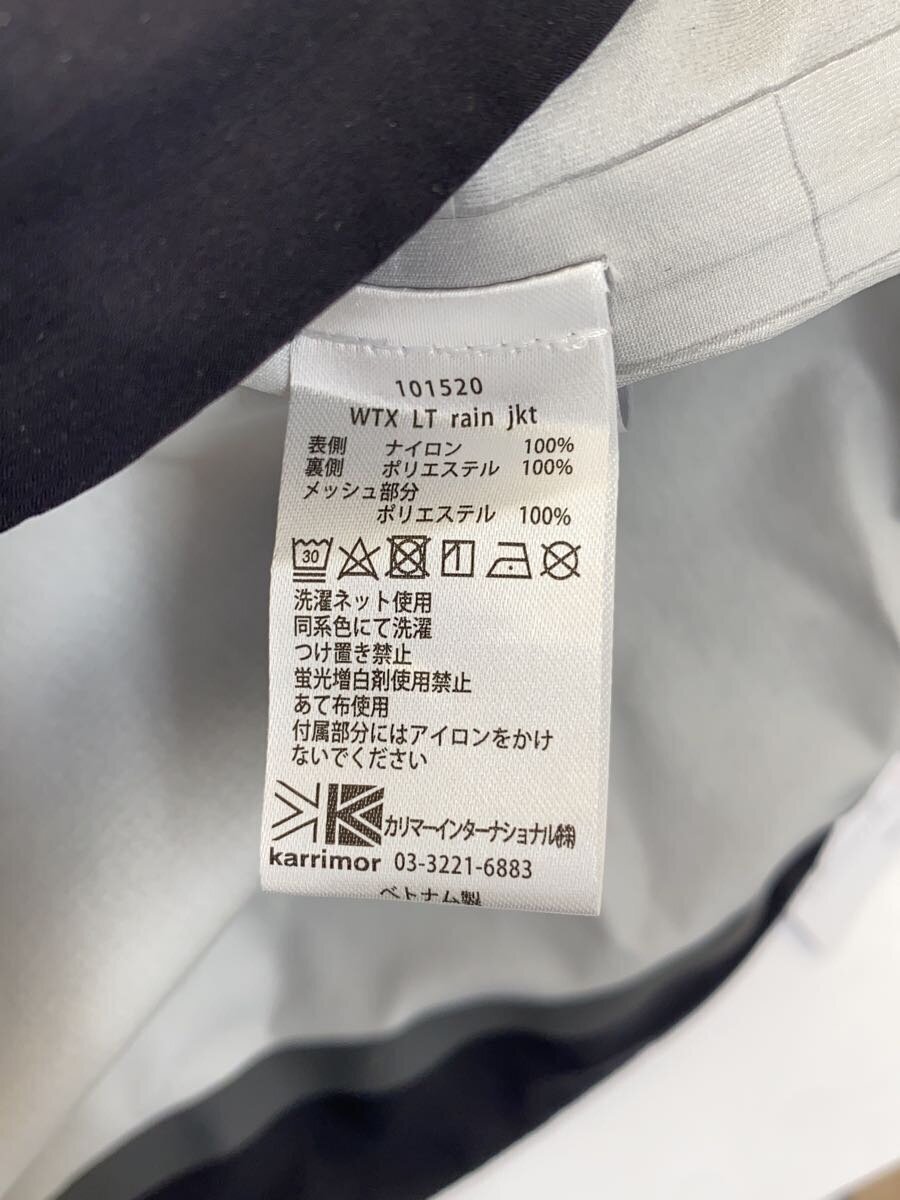 101520
WTX LT rain jkt
表側 ナイロン 100%
裏側 ポリエステル 100%
メッシュ部分
ポリエステル 100%
30
洗濯ネット使用
同系色にて洗濯
つけ置き禁止
蛍光増白剤使用禁止
あて布使用
付属部分にはアイロンをかけ
ないでください
カリマーインターナショナル㈱
karrimor 03-3221-6883
ベトナム製